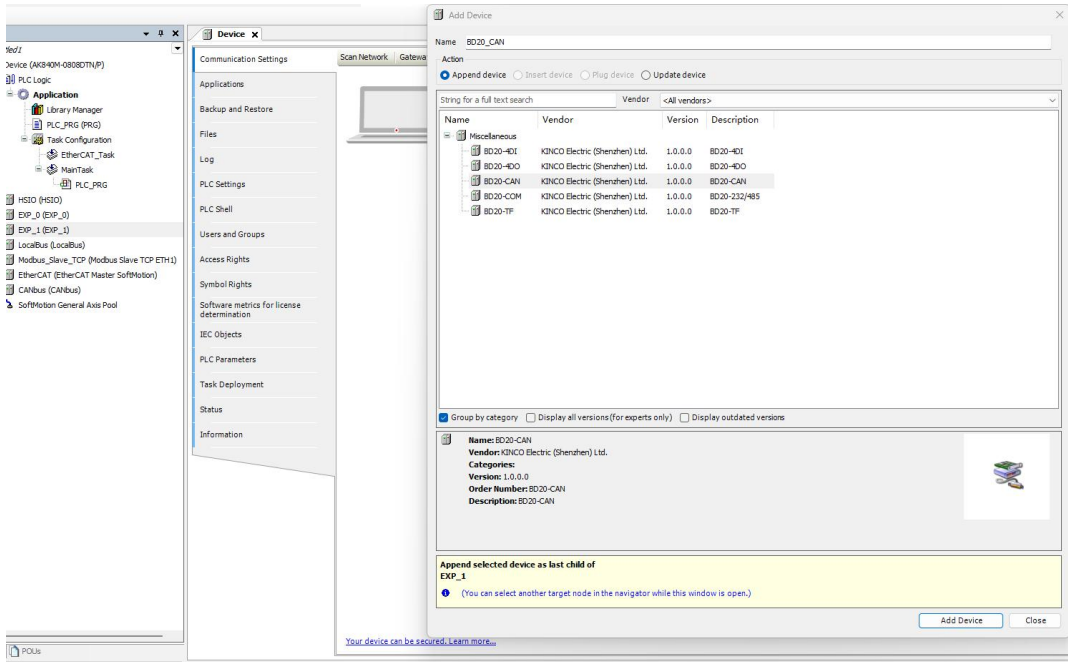 Device (AK840M-0808DTN/P)
PLC Logic
Application
Library Manager
PLC_PRG (PRG)
Task Configuration
EtherCAT_Task
MainTask
PLC_PRG
HSIO (HSIO)
EXP_0 (EXP_0)
EXP_1 (EXP_1)
LocalBus (LocalBus)
Modbus_Slave_TCP (Modbus Slave TCP ETH1)
EtherCAT (EtherCAT Master SoftMotion)
CANbus (CANbus)
SoftMotion General Axis Pool
POUs
Device
Communication Settings
Applications
Backup and Restore
Files
Log
PLC Settings
PLC Shell
Users and Groups
Access Rights
Symbol Rights
Software metrics for license
determination
IEC Objects
PLC Parameters
Task Deployment
Status
Information
Scan Network Gatewa
Your device can be secured. Learn more...
Add Device
Name BD20_CAN
Action
Append device Insert device Plug device Update device
String for a full text search Vendor <All vendors>
Name Vendor Version Description
Miscellaneous
BD20-4DI KINCO Electric (Shenzhen) Ltd. 1.0.0.0 BD20-4DI
BD20-4DO KINCO Electric (Shenzhen) Ltd. 1.0.0.0 BD20-4DO
BD20-CAN KINCO Electric (Shenzhen) Ltd. 1.0.0.0 BD20-CAN
BD20-COM KINCO Electric (Shenzhen) Ltd. 1.0.0.0 BD20-232/485
BD20-TF KINCO Electric (Shenzhen) Ltd. 1.0.0.0 BD20-TF
Group by category Display all versions(for experts only) Display outdated versions
Name: BD20-CAN
Vendor: KINCO Electric (Shenzhen) Ltd.
Categories:
Version: 1.0.0.0
Order Number: BD20-CAN
Description: BD20-CAN
Append selected device as last child of
EXP_1
(You can select another target node in the navigator while this window is open.)
Add Device Close